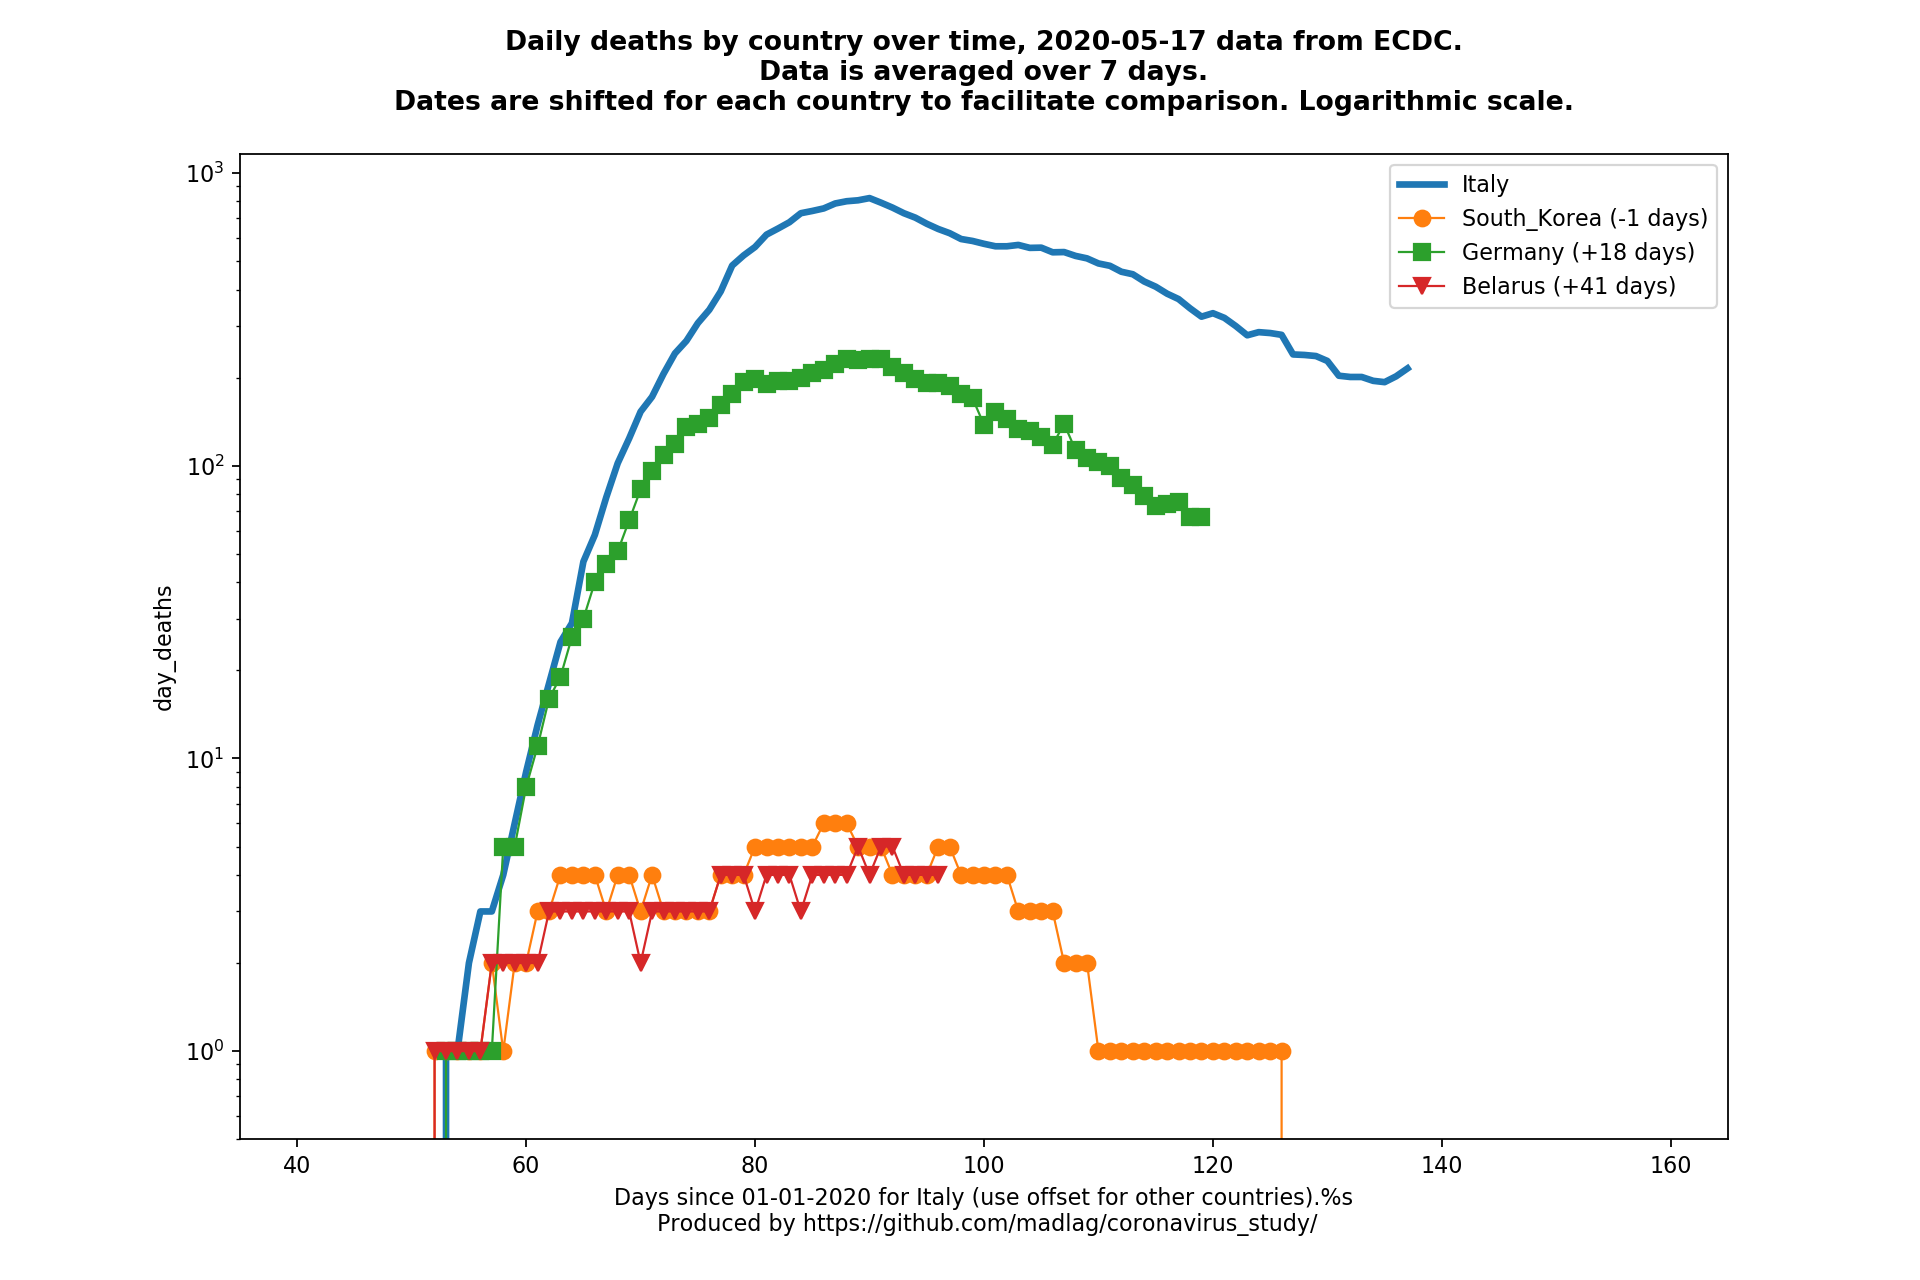 Daily deaths by country over time, 2020-05-17 data from ECDC.
Data is averaged over 7 days.
Dates are shifted for each country to facilitate comparison. Logarithmic scale.
10³
10²
10¹
10⁰
day_deaths
Italy
South_Korea (-1 days)
Germany (+18 days)
Belarus (+41 days)
40 60 80 100 120 140 160
Days since 01-01-2020 for Italy (use offset for other countries).%s
Produced by https://github.com/madlag/coronavirus_study/